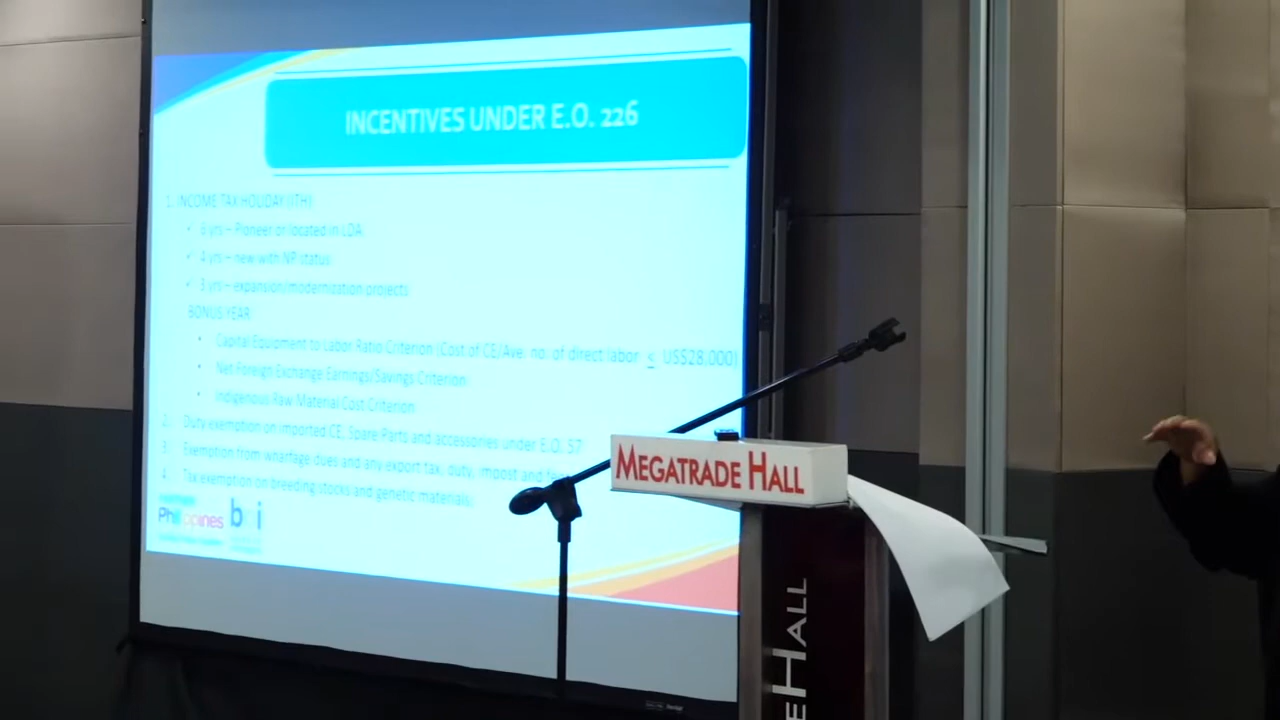 INCENTIVES UNDER E.O. 226
1. INCOME TAX HOLIDAY (ITH)
• 6 yrs – Pioneer or located in LDA
• 4 yrs – new with NP status
• 3 yrs – expansion/modernization projects
BONUS YEAR
• Capital Equipment to Labor Ratio Criterion (Cost of CE/Ave. no. of direct labor < US$28,000)
• Net Foreign Exchange Earnings/Savings Criterion
• Indigenous Raw Material Cost Criterion
2. Duty exemption on imported CE, Spare Parts and accessories under E.O. 57
3. Exemption from wharfage dues and any export tax, duty, impost and
4. Tax exemption on breeding stocks and genetic materials
Philippines
MEGATRADE HALL
EHALL